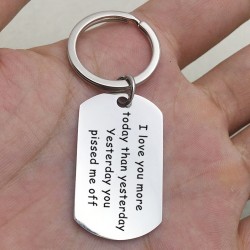 I love you more
today than yesterday
Yesterday you
pissed me off